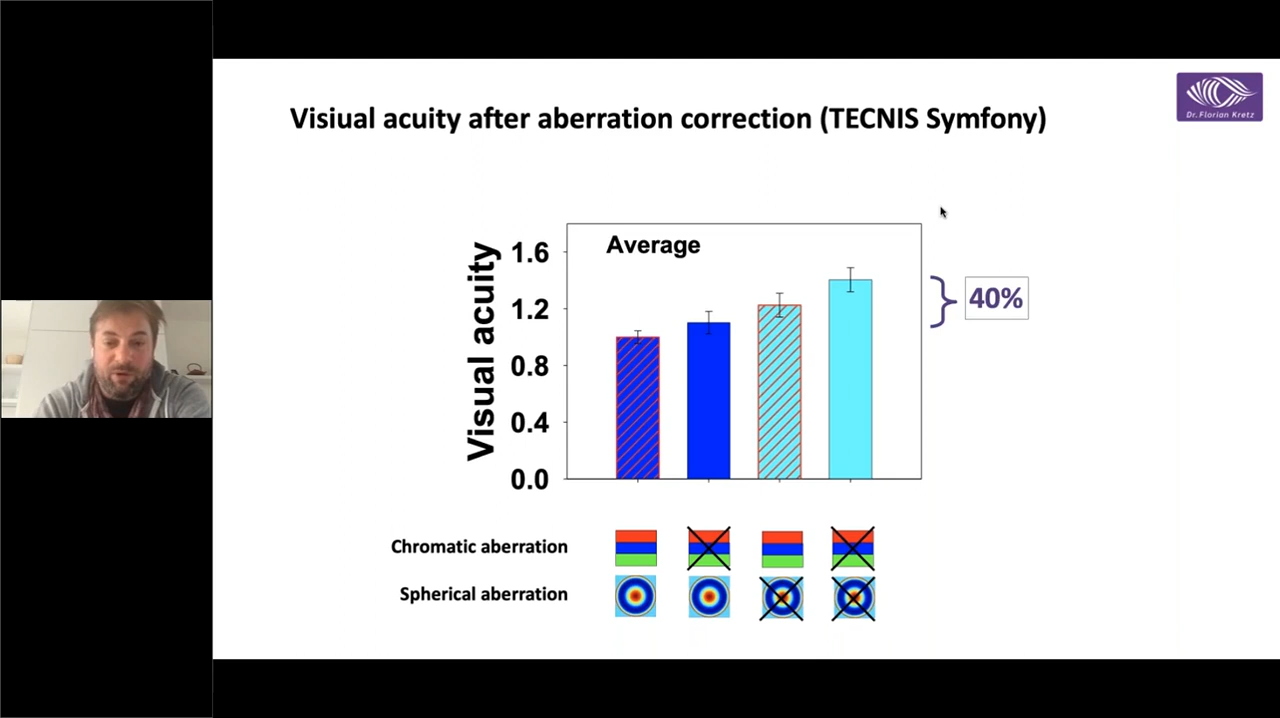 Visiual acuity after aberration correction (TECNIS Symfony)
Dr. Florian Kretz
Average
Visual acuity
1.6
1.2
0.8
0.4
0.0
40%
Chromatic aberration
Spherical aberration